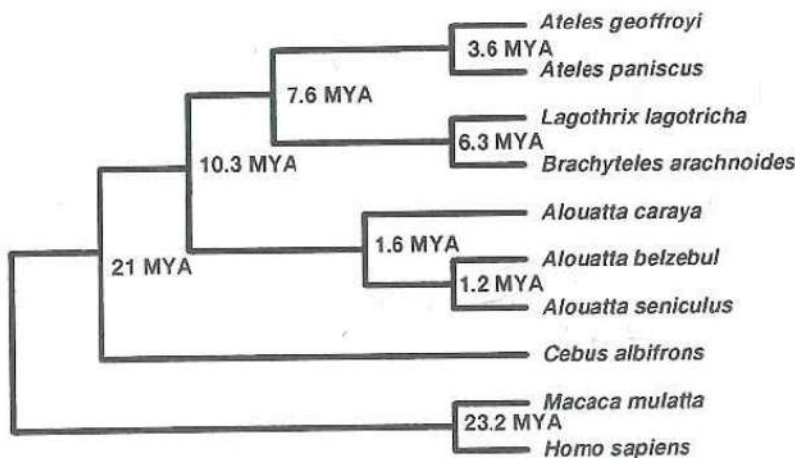 Ateles geoffroyi
3.6 MYA
Ateles paniscus
7.6 MYA
Lagothrix lagotricha
6.3 MYA
Brachyteles arachnoides
10.3 MYA
Alouatta caraya
1.6 MYA
Alouatta belzebul
21 MYA
1.2 MYA
Alouatta seniculus
Cebus albifrons
Macaca mulatta
23.2 MYA
Homo sapiens